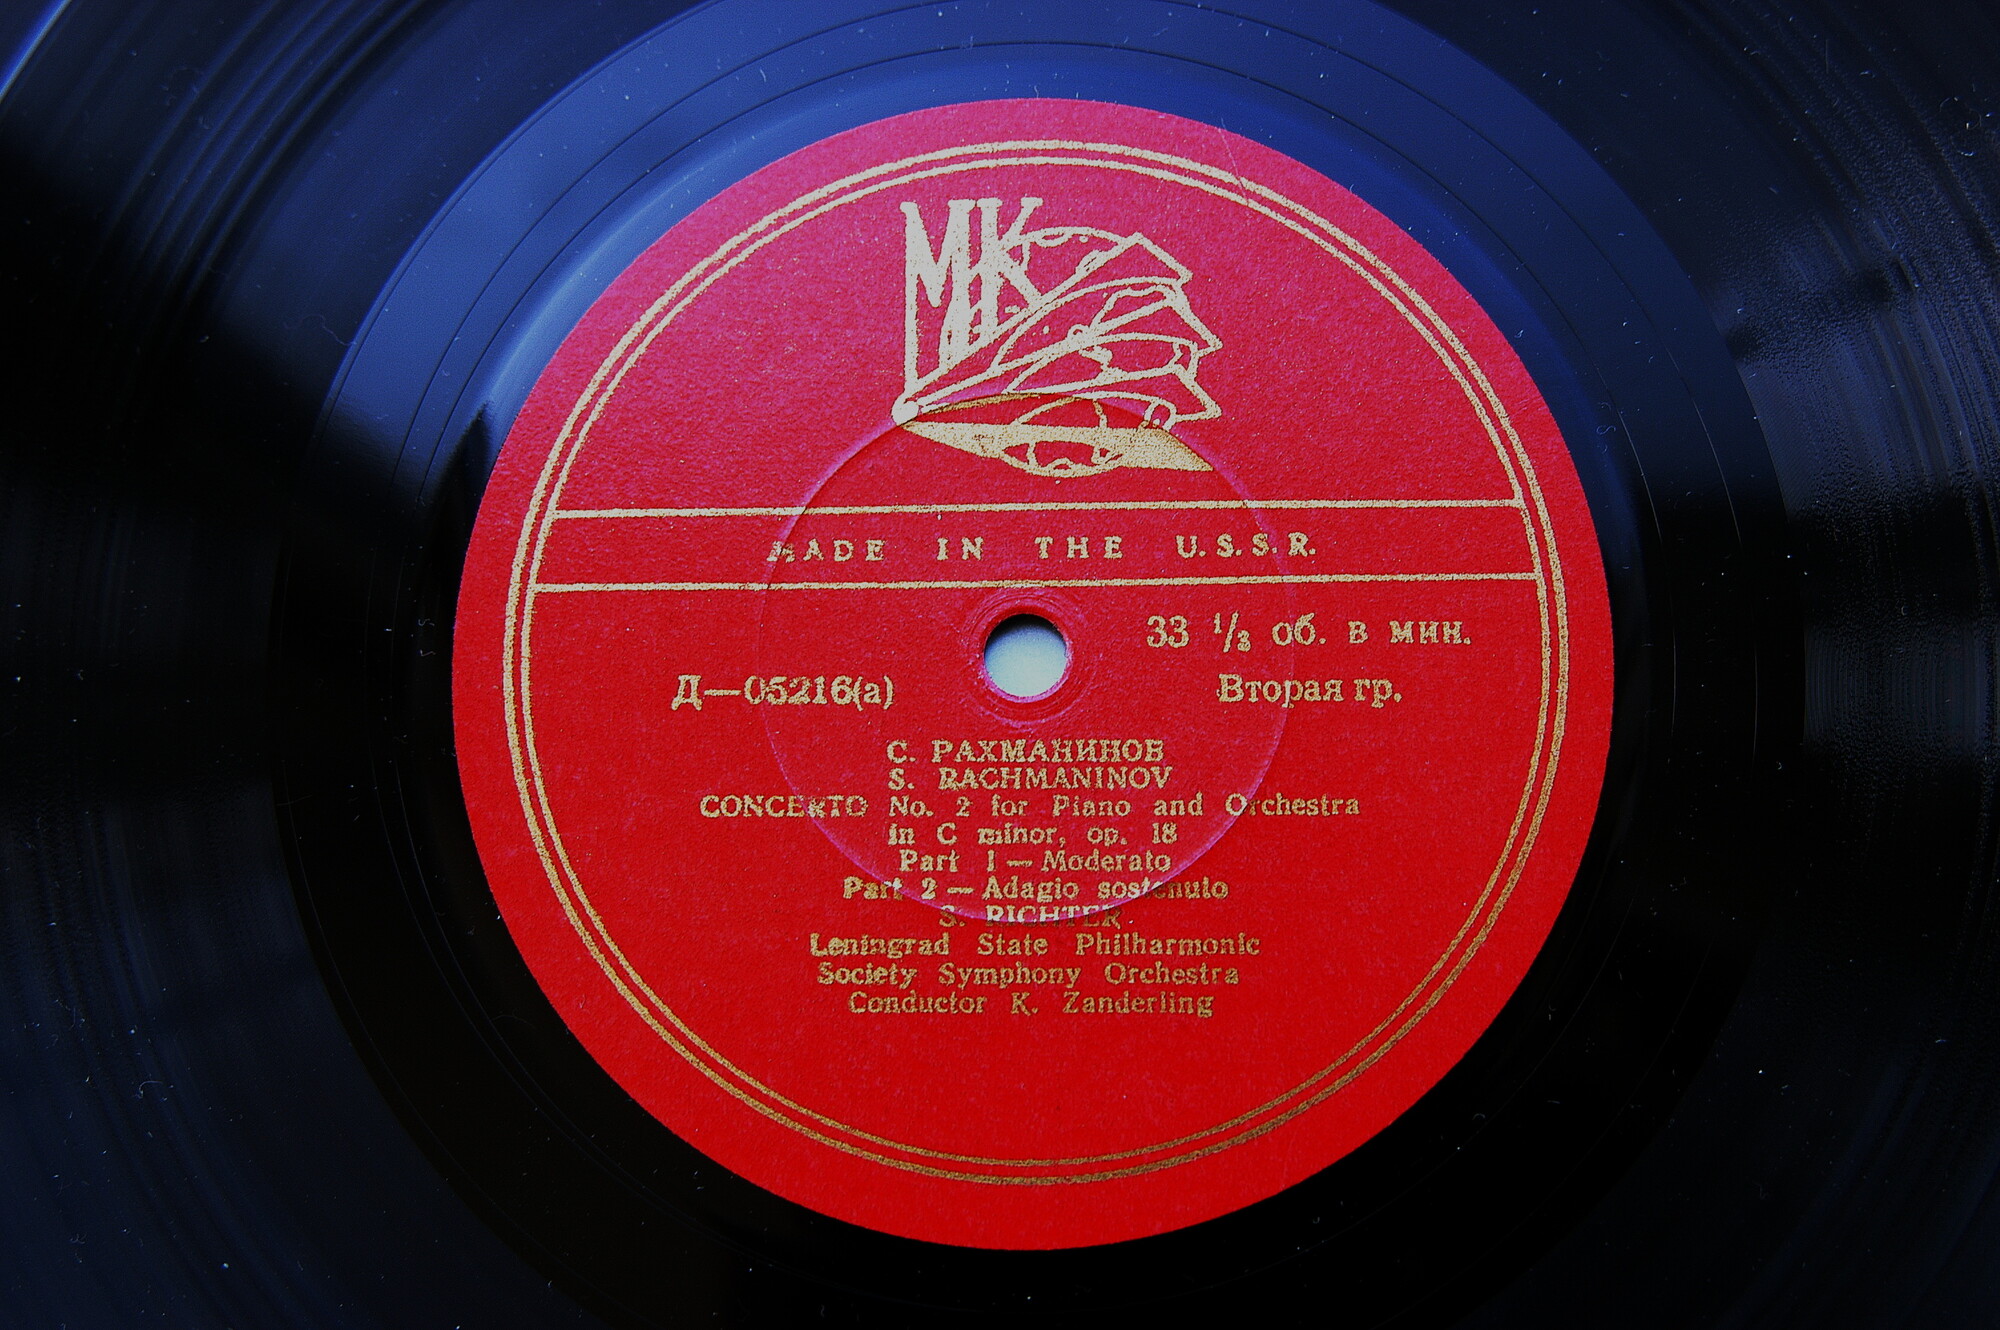 МК
MADE IN THE U.S.S.R.
33 1/3 об. в мин.
Д—05216(а)
Вторая гр.
С. РАХМАНИНОВ
S. RACHMANINOV
CONCERTO No. 2 for Piano and Orchestra
in C minor, op. 18
Part 1 — Moderato
Part 2 — Adagio sostenuto
S. RICHTER.
Leningrad State Philharmonic
Society Symphony Orchestra
Conductor K. Zanderling